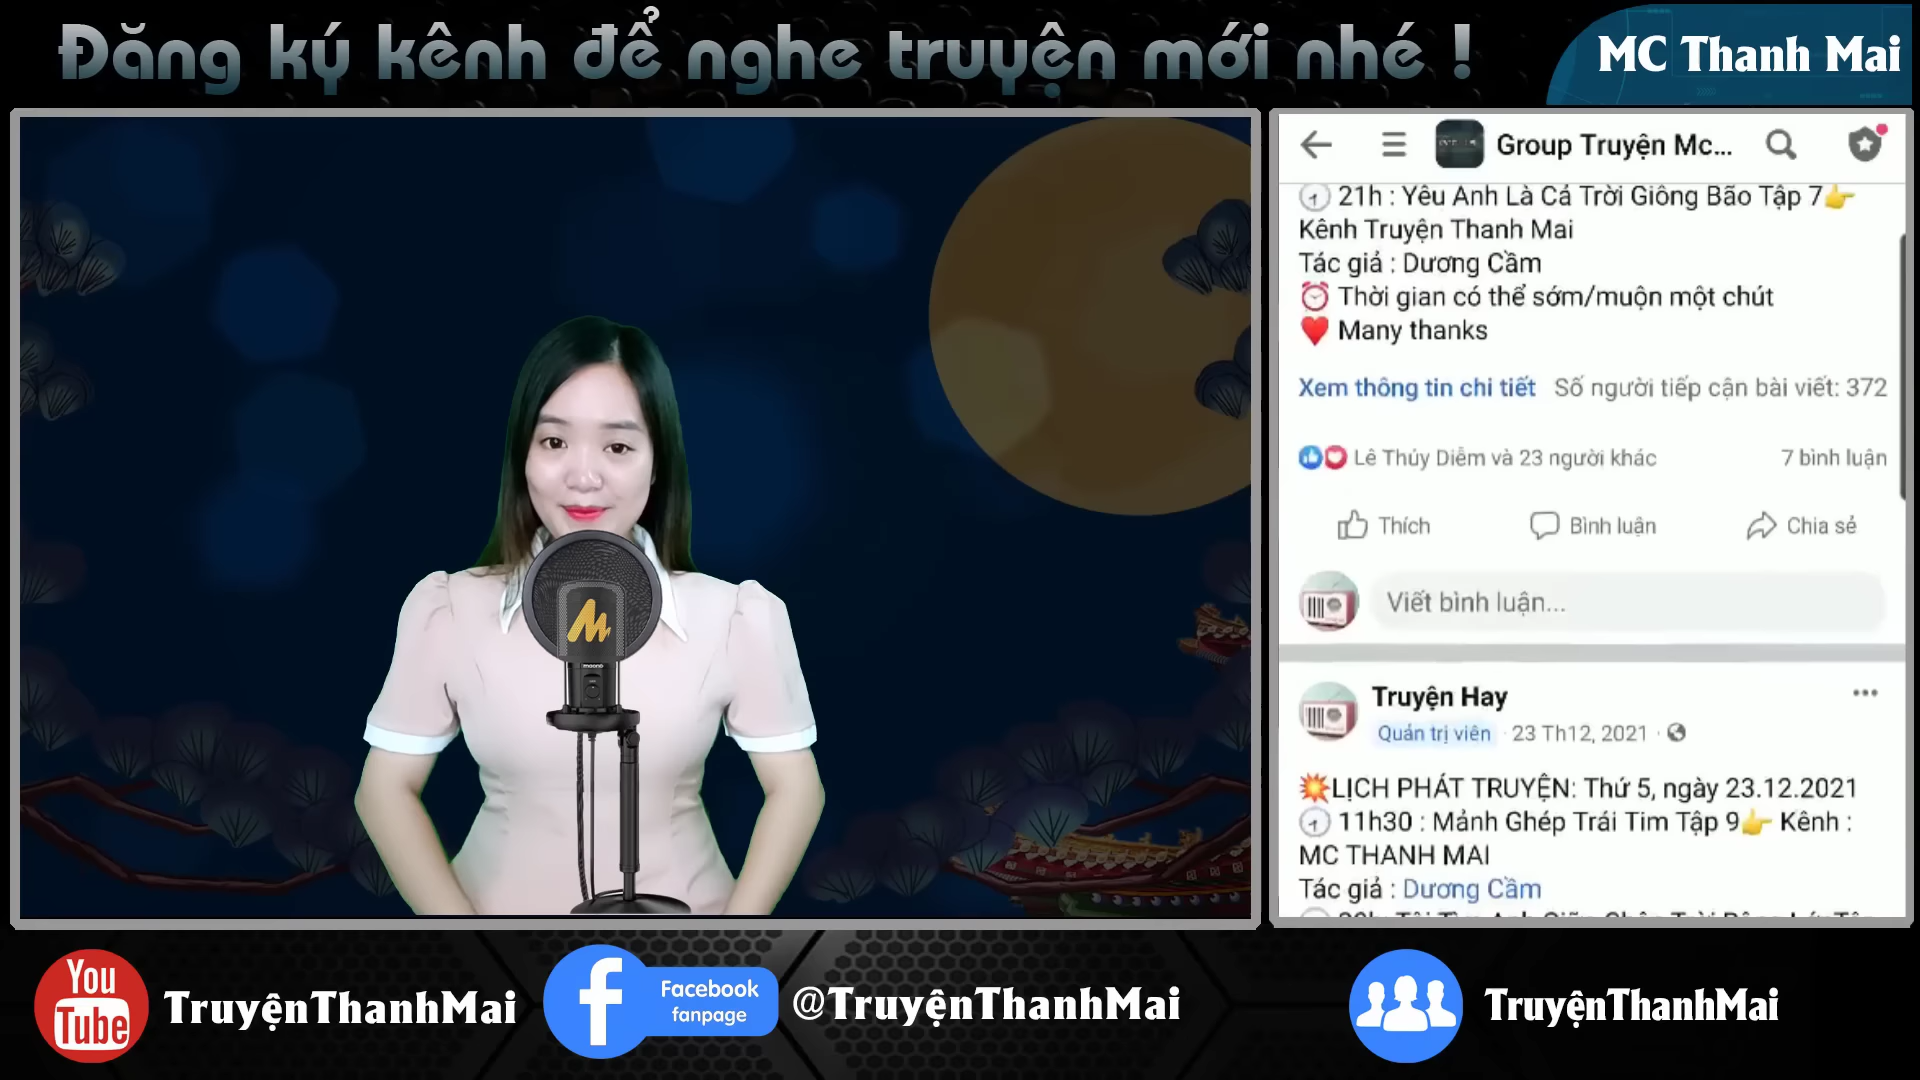 Đăng ký kênh để nghe truyện mới nhé !
MC Thanh Mai
Group Truyện Mc...
21h : Yêu Anh Là Cả Trời Giông Bão Tập 7👉
Kênh Truyện Thanh Mai
Tác giả : Dương Cầm
⏰ Thời gian có thể sớm/muộn một chút
❤️ Many thanks
Xem thông tin chi tiết Số người tiếp cận bài viết: 372
Lê Thúy Diễm và 23 người khác 7 bình luận
Thích Bình luận Chia sẻ
Viết bình luận...
Truyện Hay
Quản trị viên · 23 Th12, 2021 ·
💥LỊCH PHÁT TRUYỆN: Thứ 5, ngày 23.12.2021
11h30 : Mảnh Ghép Trái Tim Tập 9👉 Kênh :
MC THANH MAI
Tác giả : Dương Cầm
maono
You
Tube
TruyệnThanhMai
Facebook
fanpage
@TruyệnThanhMai
TruyệnThanhMai